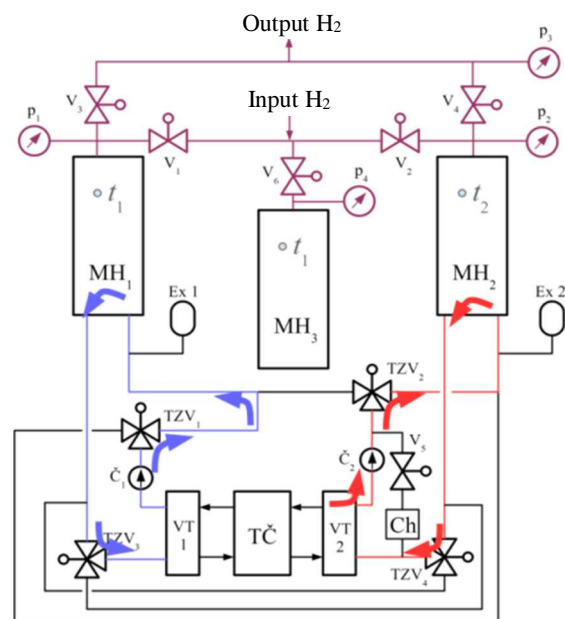 Output H₂
p₃
V₃
V₄
Input H₂
p₁
p₂
V₁
V₂
V₆
p₄
t₁
t₂
t₁
MH₁
MH₂
Ex 1
Ex 2
MH₃
TZV₂
TZV₁
V₅
Č₁
Č₂
VT
1
TČ
VT
2
Ch
TZV₃
TZV₄